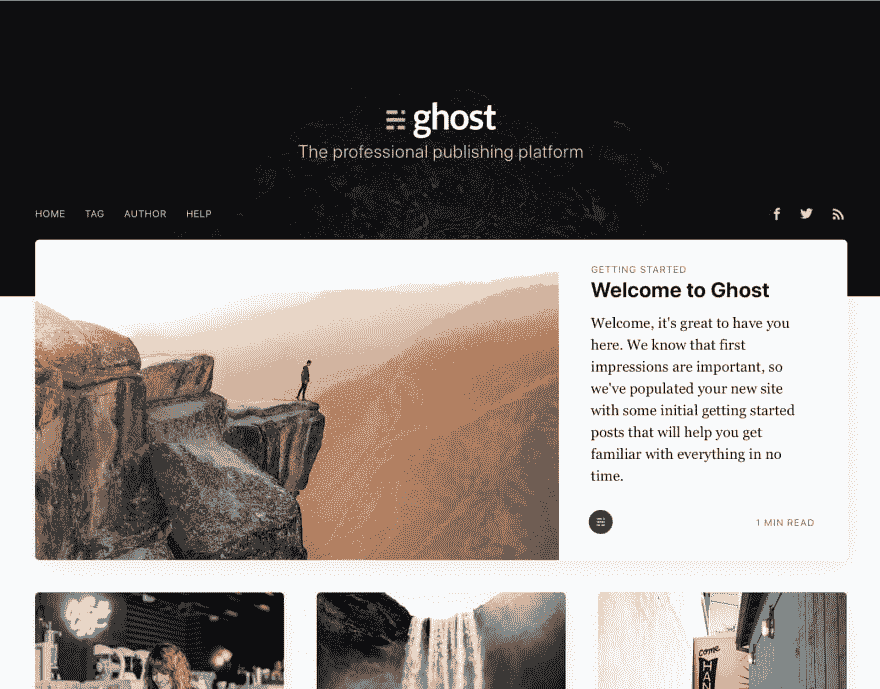 ghost
The professional publishing platform
HOME TAG AUTHOR HELP
GETTING STARTED
Welcome to Ghost
Welcome, it's great to have you
here. We know that first
impressions are important, so
we've populated your new site
with some initial getting started
posts that will help you get
familiar with everything in no
time.
1 MIN READ
come